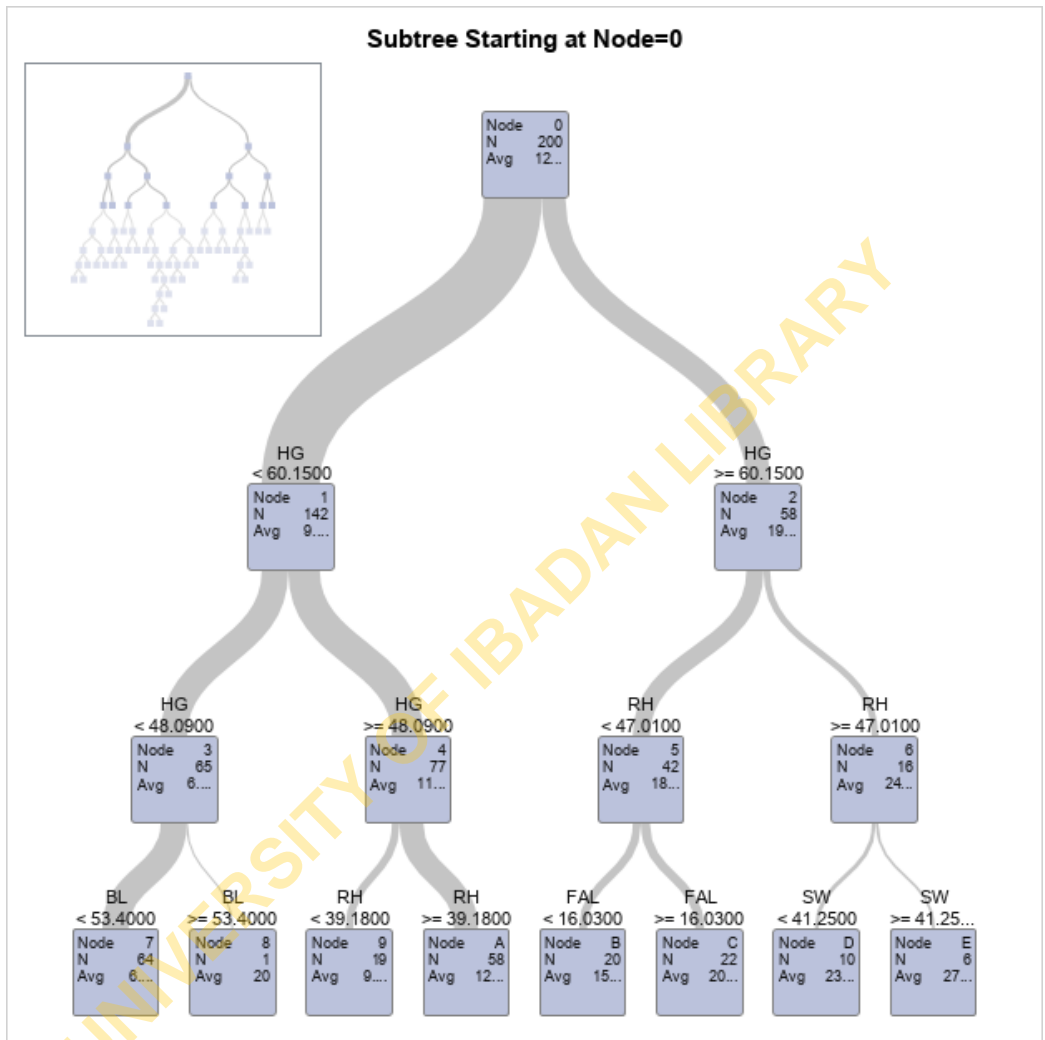 Subtree Starting at Node=0
Node 0
N 200
Avg 12...
HG
< 60.1500
Node 1
N 142
Avg 9....
HG
>= 60.1500
Node 2
N 58
Avg 19...
HG
< 48.0900
Node 3
N 65
Avg 6....
HG
>= 48.0900
Node 4
N 77
Avg 11...
RH
< 47.0100
Node 5
N 42
Avg 18...
RH
>= 47.0100
Node 6
N 16
Avg 24...
BL
< 53.4000
Node 7
N 64
Avg 6....
BL
>= 53.4000
Node 8
N 1
Avg 20
RH
< 39.1800
Node 9
N 19
Avg 9....
RH
>= 39.1800
Node A
N 58
Avg 12...
FAL
< 16.0300
Node B
N 20
Avg 15...
FAL
>= 16.0300
Node C
N 22
Avg 20...
SW
< 41.2500
Node D
N 10
Avg 23...
SW
>= 41.25...
Node E
N 6
Avg 27...
UNIVERSITY OF IBADAN LIBRARY